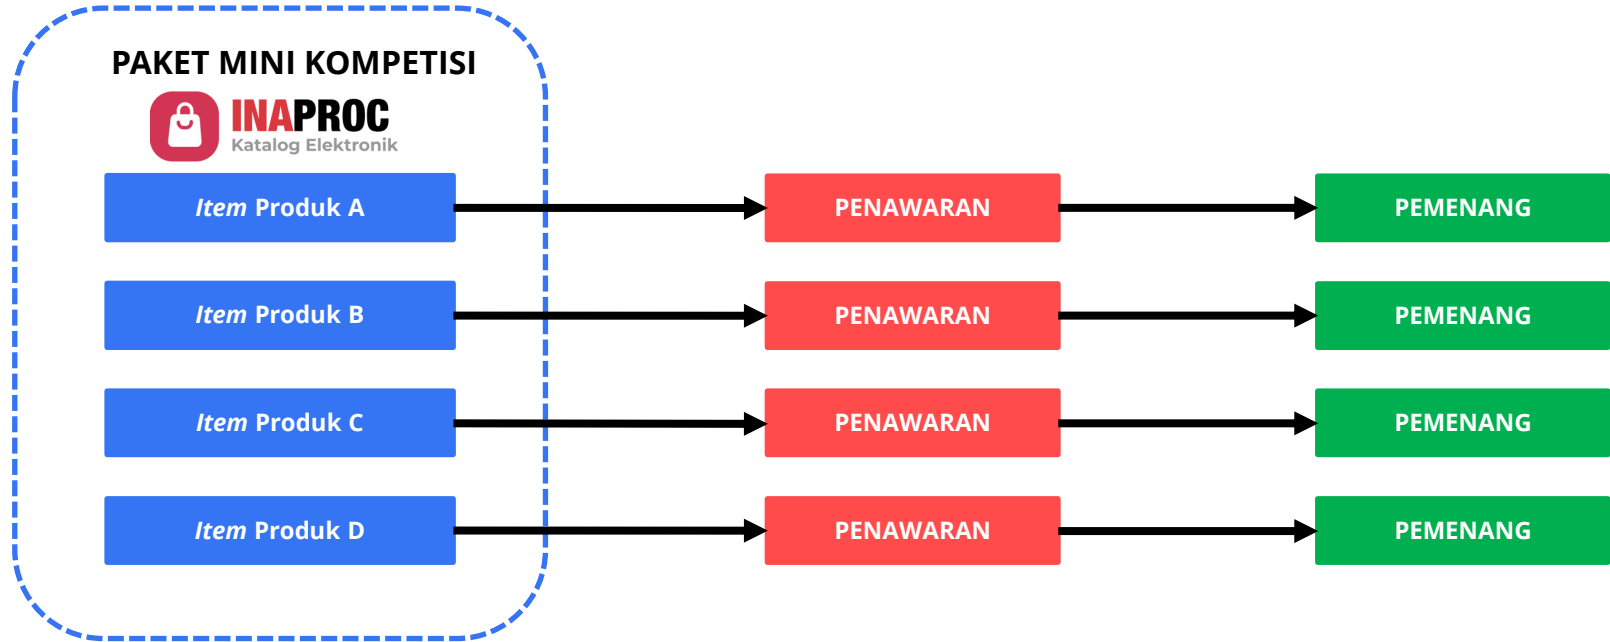 PAKET MINI KOMPETISI
INAPROC
Katalog Elektronik
Item Produk A
PENAWARAN
PEMENANG
Item Produk B
PENAWARAN
PEMENANG
Item Produk C
PENAWARAN
PEMENANG
Item Produk D
PENAWARAN
PEMENANG